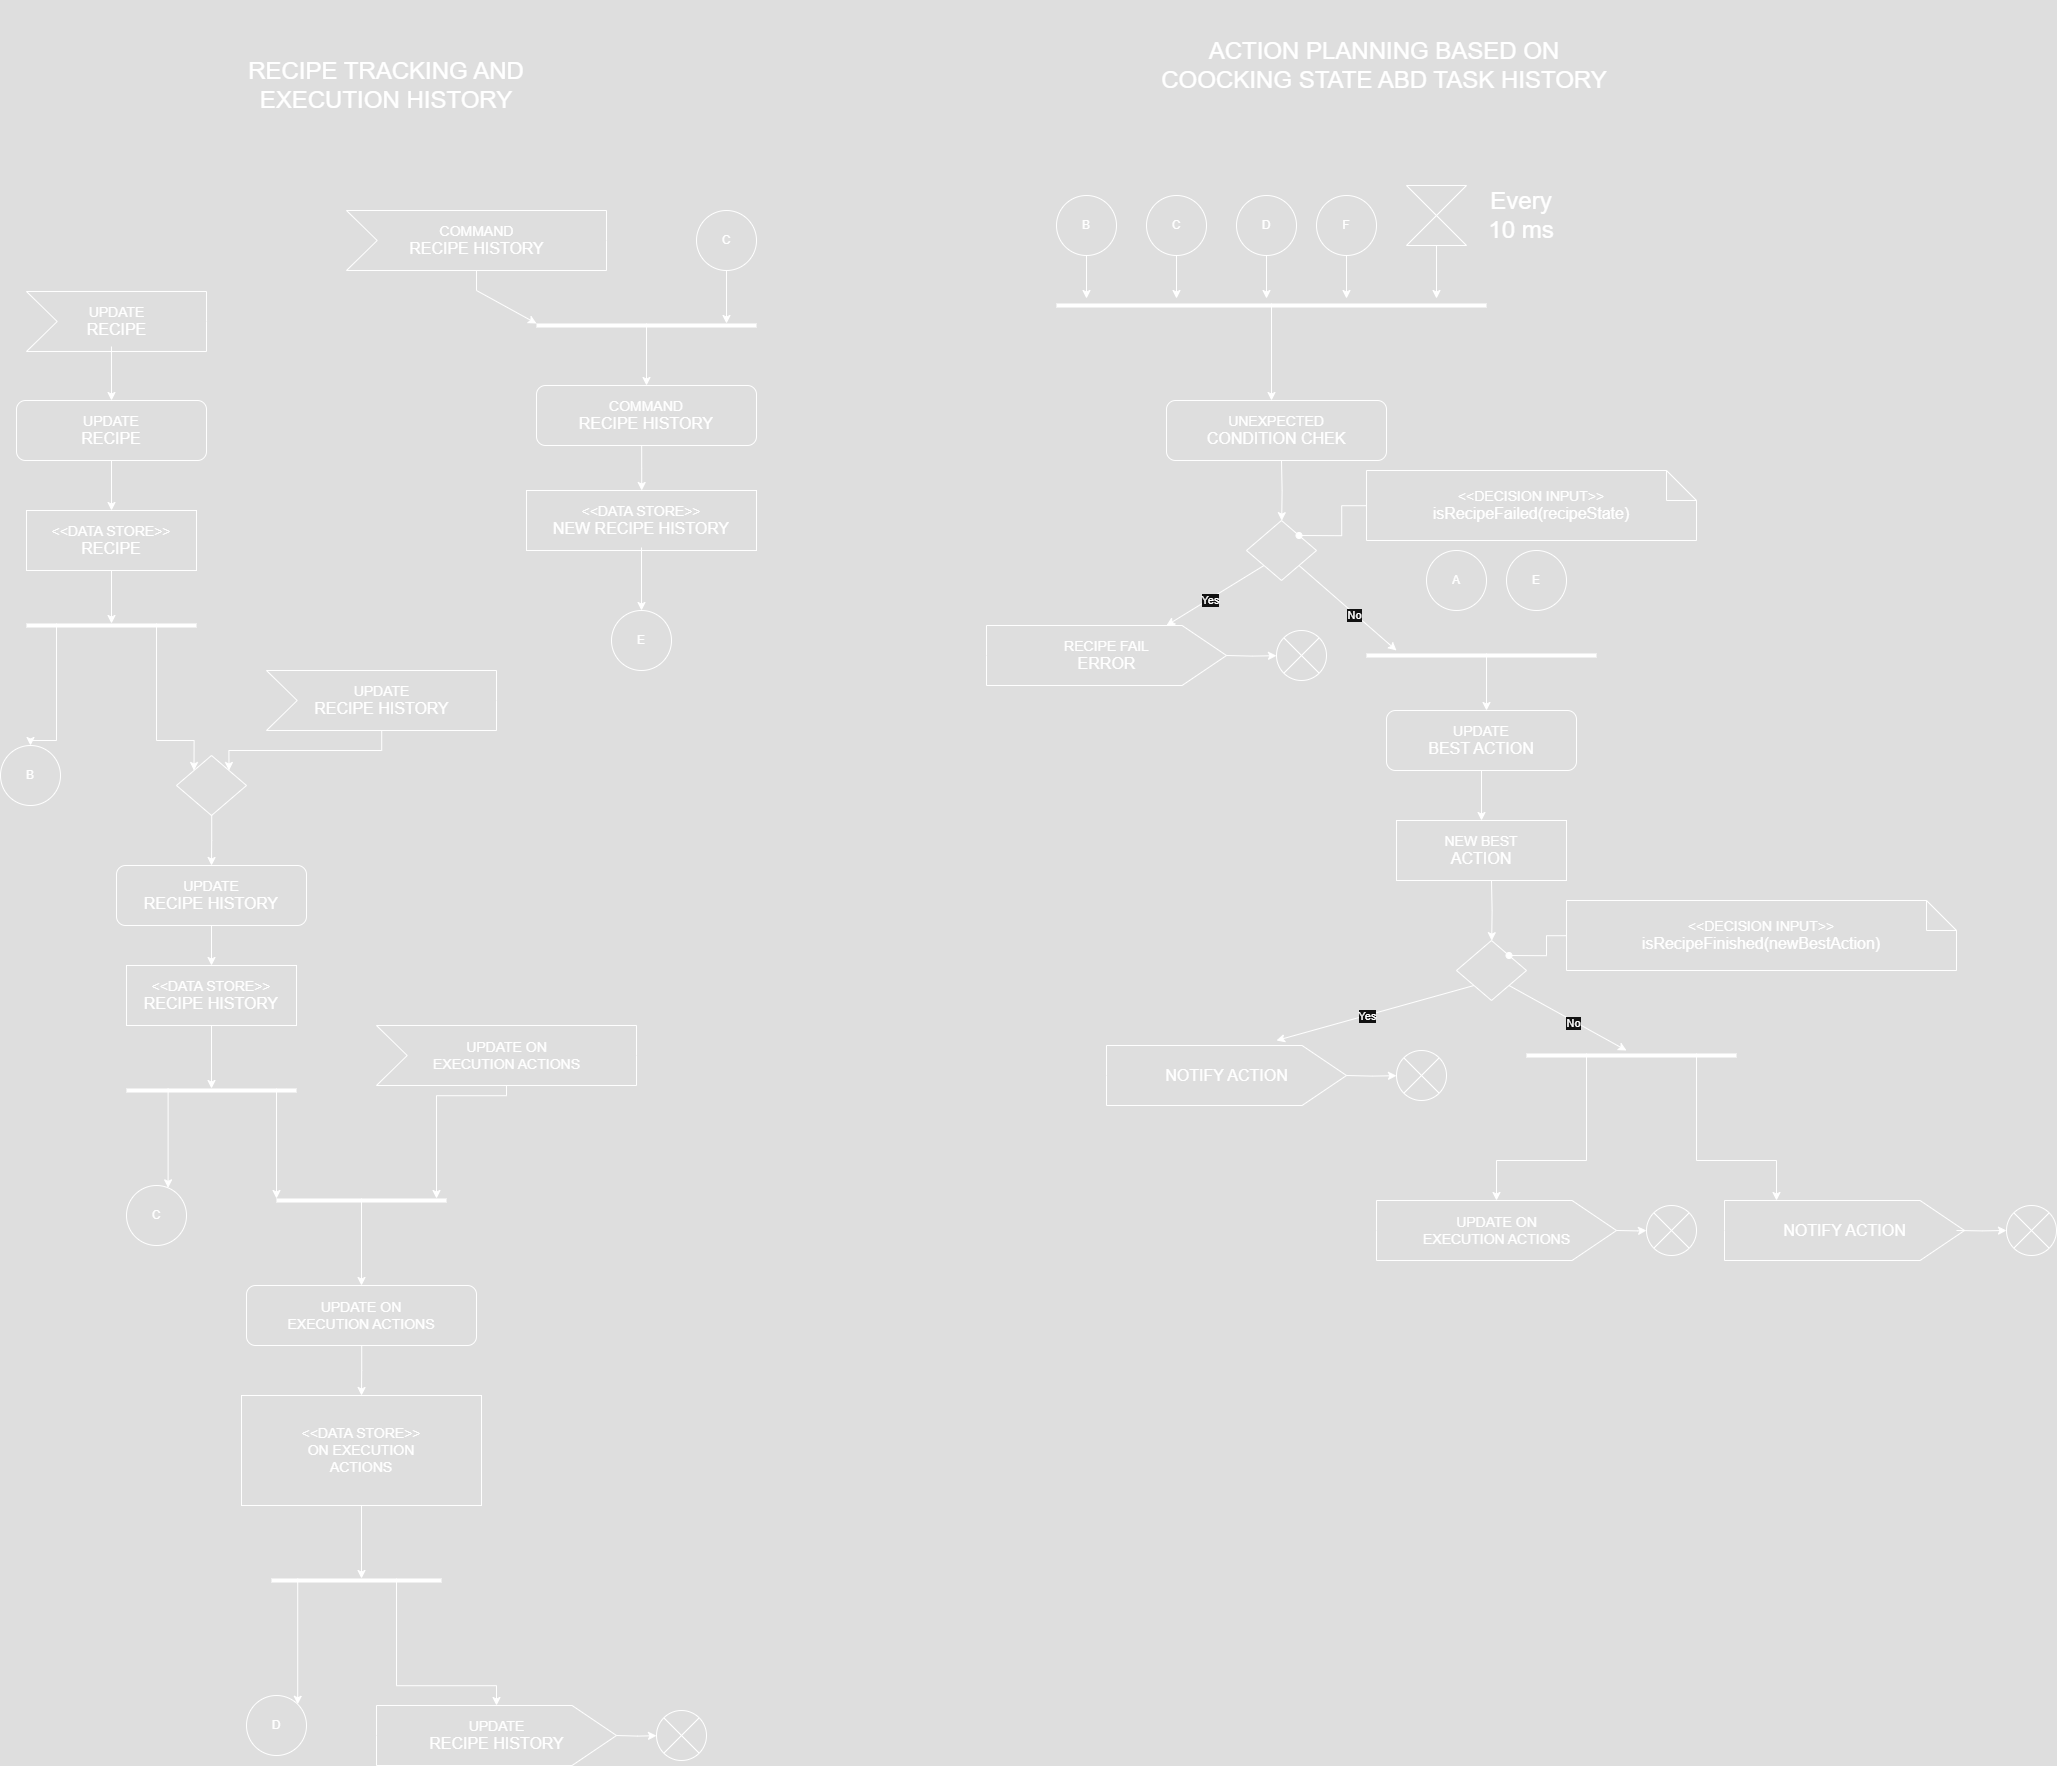 RECIPE TRACKING AND
EXECUTION HISTORY
COMMAND
RECIPE HISTORY
C
UPDATE
RECIPE
UPDATE
RECIPE
COMMAND
RECIPE HISTORY
<<DATA STORE>>
RECIPE
<<DATA STORE>>
NEW RECIPE HISTORY
E
UPDATE
RECIPE HISTORY
B
UPDATE
RECIPE HISTORY
<<DATA STORE>>
RECIPE HISTORY
UPDATE ON
EXECUTION ACTIONS
C
UPDATE ON
EXECUTION ACTIONS
<<DATA STORE>>
ON EXECUTION
ACTIONS
D
UPDATE
RECIPE HISTORY
ACTION PLANNING BASED ON
COOCKING STATE ABD TASK HISTORY
B
C
D
F
Every
10 ms
UNEXPECTED
CONDITION CHEK
<<DECISION INPUT>>
isRecipeFailed(recipeState)
A
E
Yes
No
RECIPE FAIL
ERROR
UPDATE
BEST ACTION
NEW BEST
ACTION
<<DECISION INPUT>>
isRecipeFinished(newBestAction)
Yes
No
NOTIFY ACTION
UPDATE ON
EXECUTION ACTIONS
NOTIFY ACTION